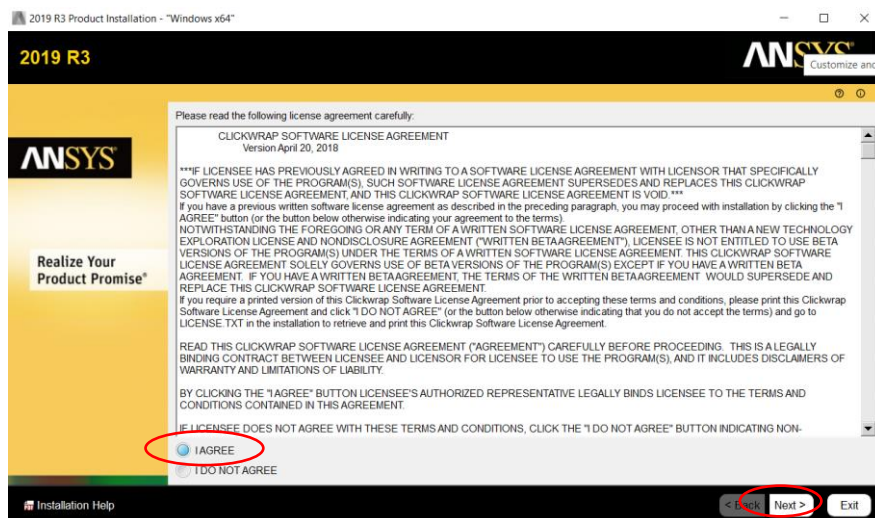 2019 R3 Product Installation - "Windows x64"
2019 R3
ANSYS
Customize and
Please read the following license agreement carefully:
CLICKWRAP SOFTWARE LICENSE AGREEMENT
Version April 20, 2018
***IF LICENSEE HAS PREVIOUSLY AGREED IN WRITING TO A SOFTWARE LICENSE AGREEMENT WITH LICENSOR THAT SPECIFICALLY
GOVERNS USE OF THE PROGRAM(S), SUCH SOFTWARE LICENSE AGREEMENT SUPERSEDES AND REPLACES THIS CLICKWRAP
SOFTWARE LICENSE AGREEMENT, AND THIS CLICKWRAP SOFTWARE LICENSE AGREEMENT IS VOID.***
If you have a previous written software license agreement as described in the preceding paragraph, you may proceed with installation by clicking the "I
AGREE" button (or the button below otherwise indicating your agreement to the terms).
NOTWITHSTANDING THE FOREGOING OR ANY TERM OF A WRITTEN SOFTWARE LICENSE AGREEMENT, OTHER THAN A NEW TECHNOLOGY
EXPLORATION LICENSE AND NONDISCLOSURE AGREEMENT ("WRITTEN BETA AGREEMENT"), LICENSEE IS NOT ENTITLED TO USE BETA
VERSIONS OF THE PROGRAM(S) UNDER THE TERMS OF A WRITTEN SOFTWARE LICENSE AGREEMENT. THIS CLICKWRAP SOFTWARE
LICENSE AGREEMENT SOLELY GOVERNS USE OF BETA VERSIONS OF THE PROGRAM(S) EXCEPT IF YOU HAVE A WRITTEN BETA
AGREEMENT. IF YOU HAVE A WRITTEN BETA AGREEMENT, THE TERMS OF THE WRITTEN BETA AGREEMENT WOULD SUPERSEDE AND
REPLACE THIS CLICKWRAP SOFTWARE LICENSE AGREEMENT.
If you require a printed version of this Clickwrap Software License Agreement prior to accepting these terms and conditions, please print this Clickwrap
Software License Agreement and click "I DO NOT AGREE" (or the button below otherwise indicating that you do not accept the terms) and go to
LICENSE.TXT in the installation to retrieve and print this Clickwrap Software License Agreement.
READ THIS CLICKWRAP SOFTWARE LICENSE AGREEMENT ("AGREEMENT") CAREFULLY BEFORE PROCEEDING. THIS IS A LEGALLY
BINDING CONTRACT BETWEEN LICENSEE AND LICENSOR FOR LICENSEE TO USE THE PROGRAM(S), AND IT INCLUDES DISCLAIMERS OF
WARRANTY AND LIMITATIONS OF LIABILITY.
BY CLICKING THE "I AGREE" BUTTON LICENSEE'S AUTHORIZED REPRESENTATIVE LEGALLY BINDS LICENSEE TO THE TERMS AND
CONDITIONS CONTAINED IN THIS AGREEMENT.
IF LICENSEE DOES NOT AGREE WITH THESE TERMS AND CONDITIONS, CLICK THE "I DO NOT AGREE" BUTTON INDICATING NON-
ANSYS
Realize Your
Product Promise®
I AGREE
I DO NOT AGREE
Installation Help
< Back Next > Exit